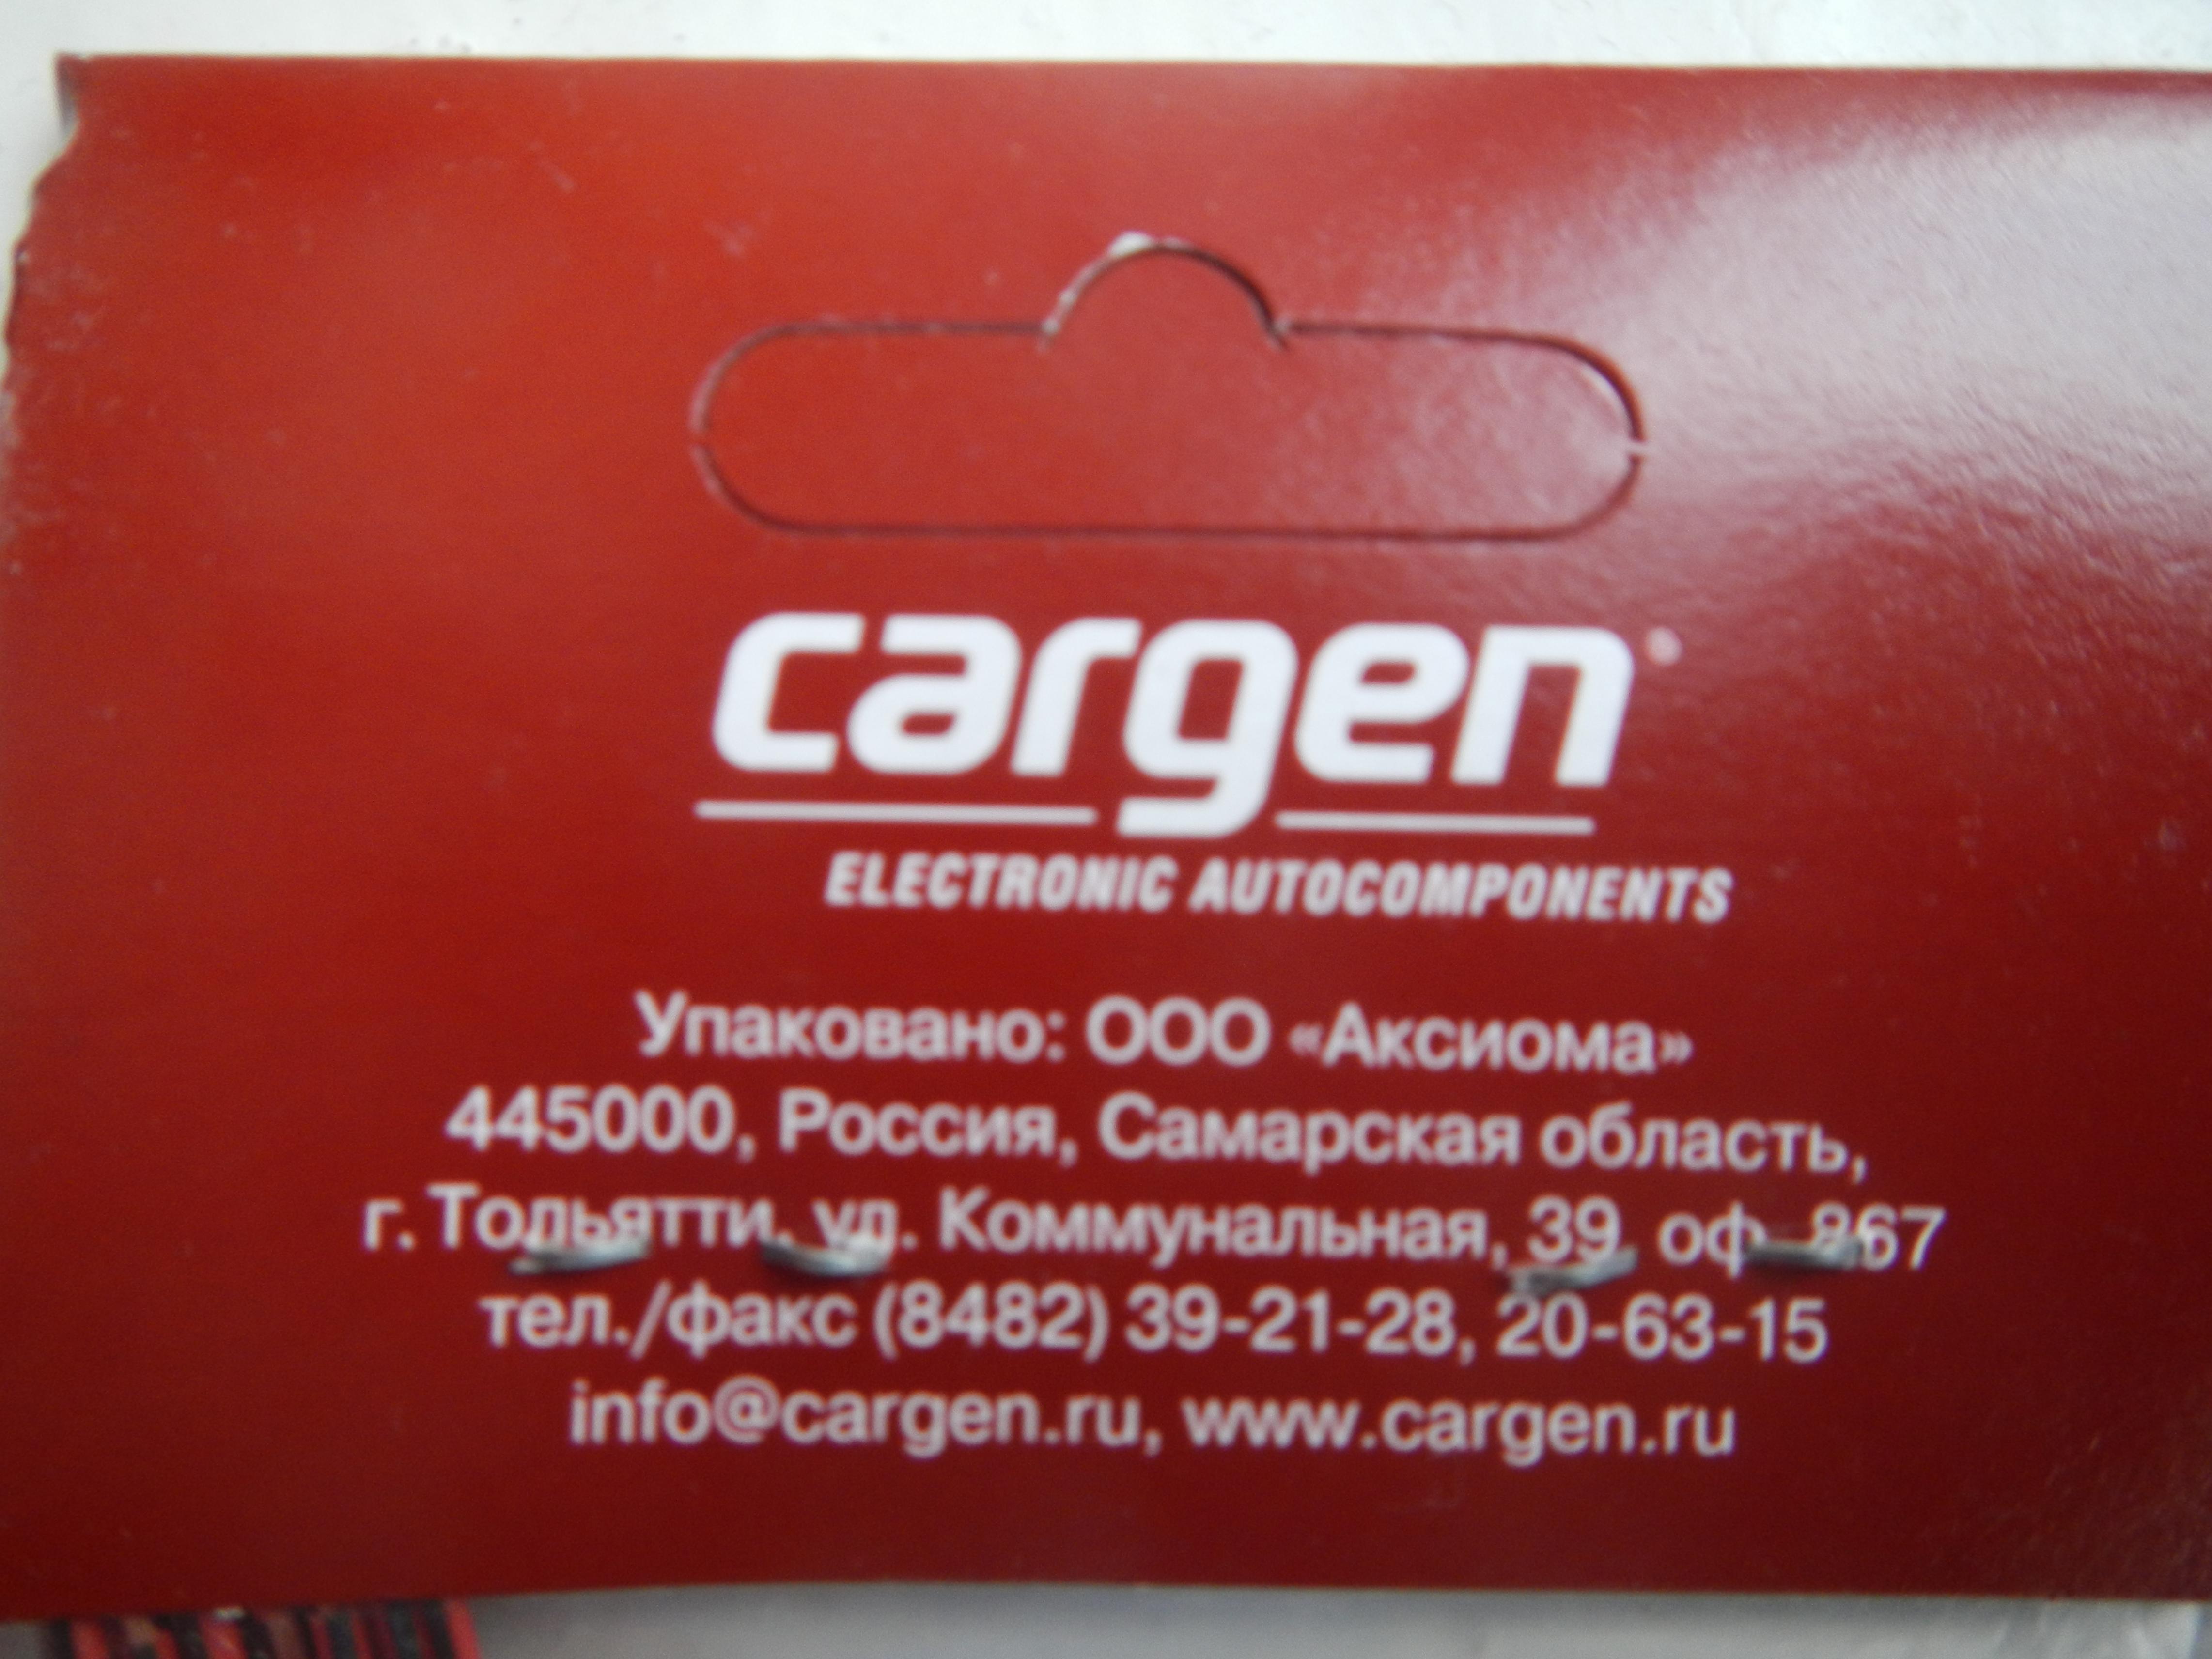 cargen
ELECTRONIC AUTOCOMPONENTS
Упаковано: ООО «Аксиома»
445000, Россия, Самарская область,
г. Тольятти, ул. Коммунальная, 39, оф. 867
тел./факс (8482) 39-21-28, 20-63-15
info@cargen.ru, www.cargen.ru